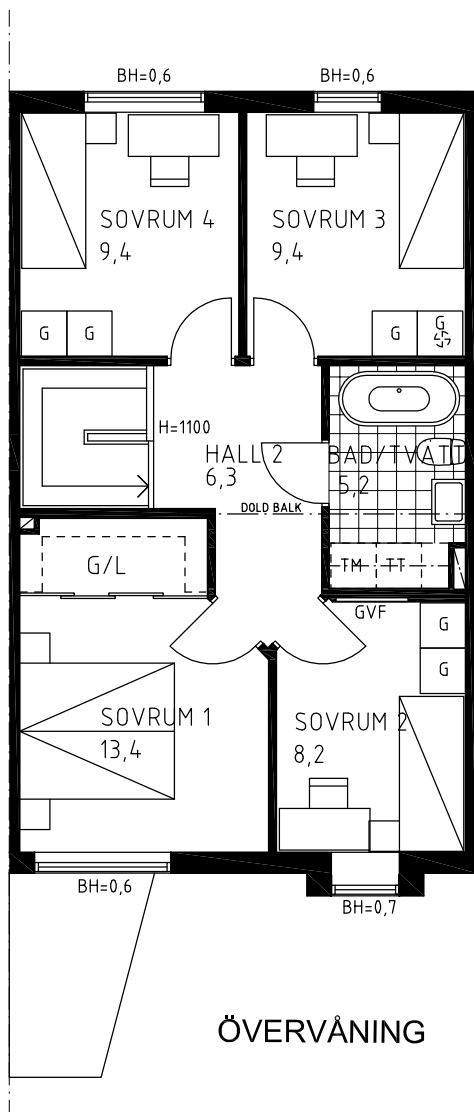 BH=0,6
BH=0,6
SOVRUM 4
9,4
SOVRUM 3
9,4
G
G
G
G
H=1100
HALL 2
6,3
BAD/TVÄTT
5,2
DOLD BALK
G/L
TM
TT
GVF
G
G
SOVRUM 1
13,4
SOVRUM 2
8,2
BH=0,6
BH=0,7
ÖVERVÅNING